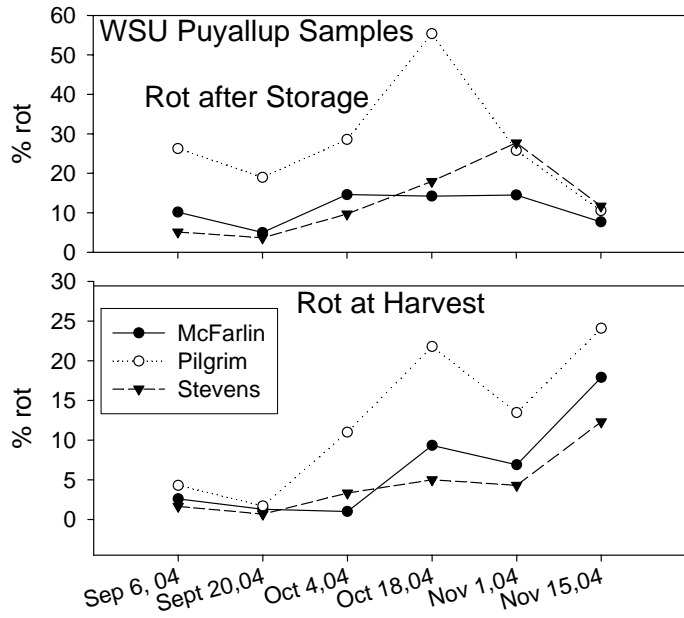 WSU Puyallup Samples
Rot after Storage
% rot
60
50
40
30
20
10
0
Rot at Harvest
% rot
30
25
20
15
10
5
0
McFarlin
Pilgrim
Stevens
Sep 6, 04
Sept 20,04
Oct 4,04
Oct 18,04
Nov 1,04
Nov 15,04